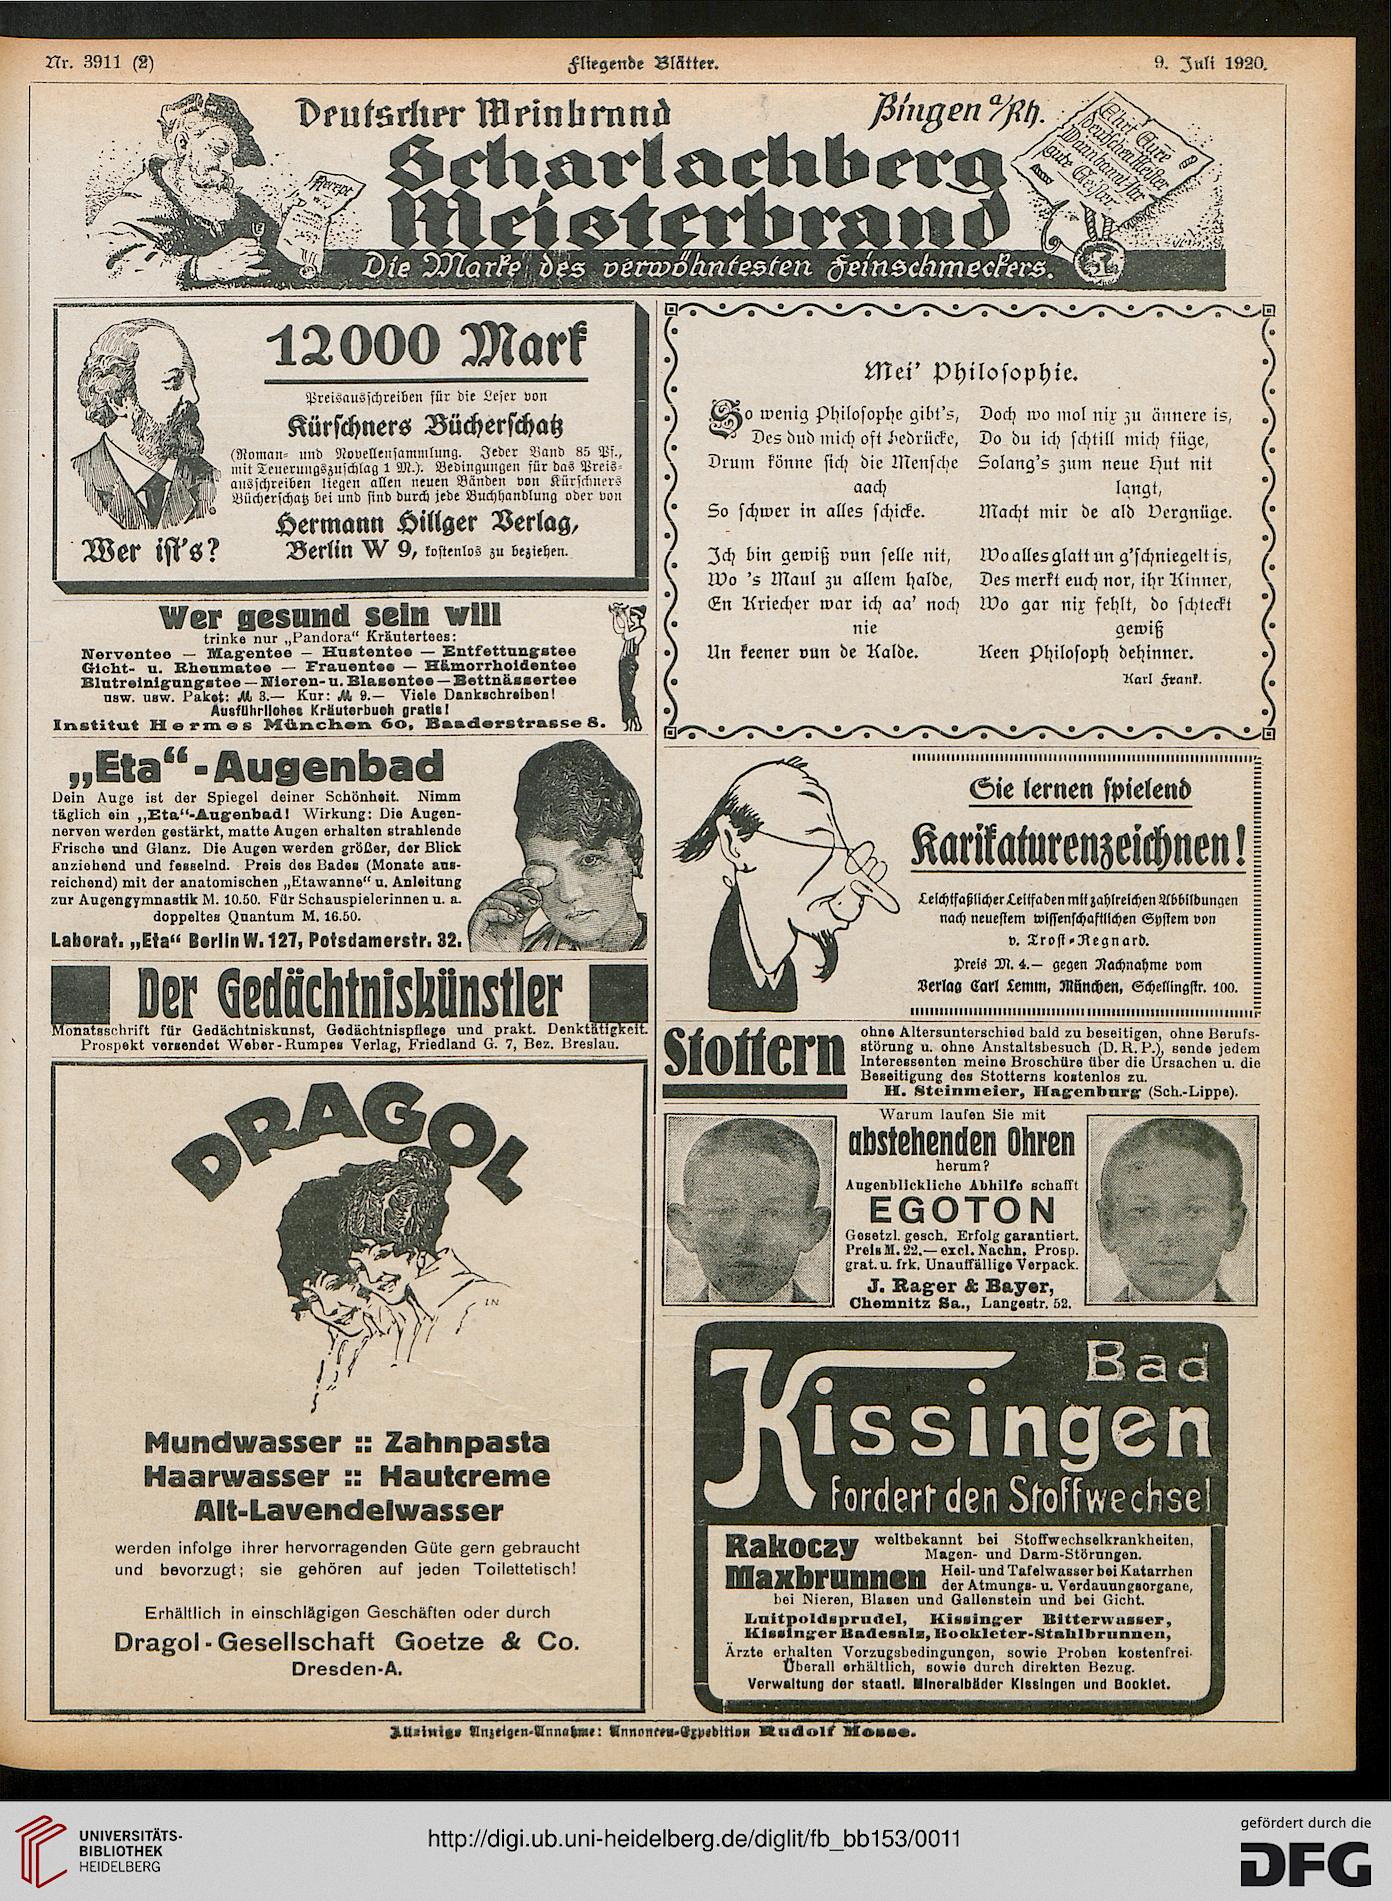 Nr. 3911 (2)
Fliegende Blätter.
9. Juli 1920.
Deutscher Weinbrand
Bingen a/Rh.
Scharlachberg
Meisterbrand
Die Marke des verwöhntesten Feinschmeckers.
Recept
Ehrt Eure
deutschen Meister
Dann bannt Ihr
gute Geister
12000 Mark
Preisausschreiben für die Leser von
Kürschners Bücherschatz
(Roman- und Novellensammlung. Jeder Band 85 Pf.,
mit Teuerungszuschlag 1 M.). Bedingungen für das Preis-
ausschreiben liegen allen neuen Bänden von Kürschners
Bücherschatz bei und sind durch jede Buchhandlung oder von
Hermann Hillger Verlag,
Berlin W 9, kostenlos zu beziehen.
Wer ist's?
Wer gesund sein will
trinke nur „Pandora“ Kräutertees:
Nerventee — Magentee — Hustentee — Entfettungstee
Gicht- u. Rheumatee — Frauentee — Hämorrhoidentee
Blutreinigungstee — Nieren- u. Blasentee — Bettnässertee
usw. usw. Paket: M 3.— Kur: M 9.— Viele Dankschreiben!
Ausführliches Kräuterbuch gratis!
Institut Hermes München 60, Baaderstrasse 8.
„Eta“-Augenbad
Dein Auge ist der Spiegel deiner Schönheit. Nimm
täglich ein „Eta“-Augenbad! Wirkung: Die Augen-
nerven werden gestärkt, matte Augen erhalten strahlende
Frische und Glanz. Die Augen werden größer, der Blick
anziehend und fesselnd. Preis des Bades (Monate aus-
reichend) mit der anatomischen „Etawanne“ u. Anleitung
zur Augengymnastik M. 10.50. Für Schauspielerinnen u. a.
doppeltes Quantum M. 16.50.
Laborat. „Eta“ Berlin W. 127, Potsdamerstr. 32.
Der Gedächtniskünstler
Monatsschrift für Gedächtniskunst, Gedächtnispflege und prakt. Denktätigkeit.
Prospekt versendet Weber-Rumpes Verlag, Friedland G. 7, Bez. Breslau.
DRAGOL
IN
Mundwasser :: Zahnpasta
Haarwasser :: Hautcreme
Alt-Lavendelwasser
werden infolge ihrer hervorragenden Güte gern gebraucht
und bevorzugt; sie gehören auf jeden Toilettetisch!
Erhältlich in einschlägigen Geschäften oder durch
Dragol-Gesellschaft Goetze & Co.
Dresden-A.
Mei' Philosophie.
So wenig Philosophe gibt's,
Des dud mich oft bedrücke,
Drum könne sich die Mensche
aach
So schwer in alles schicke.
Ich bin gewiß vun selle nit,
Wo 's Maul zu allem halde,
En Kriecher war ich aa' noch
nie
Un keener vun de Kalde.
Doch wo mol nix zu ännere is,
Do du ich schtill mich füge,
Solang's zum neue Hut nit
langt,
Macht mir de ald Vergnüge.
Wo alles glatt un g'schniegelt is,
Des merkt euch nor, ihr Kinner,
Wo gar nix fehlt, do schteckt
gewiß
Keen Philosoph dehinner.
Karl Frank.
Sie lernen spielend
Karikaturenzeichnen!
Leichtfaßlicher Leitfaden mit zahlreichen Abbildungen
nach neuestem wissenschaftlichen System von
v. Trost-Regnard.
Preis M. 4.— gegen Nachnahme vom
Verlag Carl Lemm, München, Schellingstr. 100.
Stottern
ohne Altersunterschied bald zu beseitigen, ohne Berufs-
störung u. ohne Anstaltsbesuch (D. R. P.), sende jedem
Interessenten meine Broschüre über die Ursachen u. die
Beseitigung des Stotterns kostenlos zu.
H. Steinmeier, Hagenburg (Sch.-Lippe).
Warum laufen Sie mit
abstehenden Ohren
herum?
Augenblickliche Abhilfe schafft
EGOTON
Gesetzl. gesch. Erfolg garantiert.
Preis M. 22.— excl. Nachn. Prosp.
grat. u. frk. Unauffällige Verpack.
J. Rager & Bayer,
Chemnitz Sa., Langestr. 52.
Bad
Kissingen
fördert den Stoffwechsel
Rakoczy weltbekannt bei Stoffwechselkrankheiten,
Magen- und Darm-Störungen.
Maxbrunnen Heil- und Tafelwasser bei Katarrhen
der Atmungs- u. Verdauungsorgane,
bei Nieren, Blasen und Gallenstein und bei Gicht.
Luitpoldsprudel, Kissinger Bitterwasser,
Kissinger Badesalz, Bockleter-Stahlbrunnen,
Ärzte erhalten Vorzugsbedingungen, sowie Proben kostenfrei.
Überall erhältlich, sowie durch direkten Bezug.
Verwaltung der staatl. Mineralbäder Kissingen und Booklet.
Alleinige Anzeigen-Annahme: Annoncen-Expedition Rudolf Mosse.
UNIVERSITÄTS-
BIBLIOTHEK
HEIDELBERG
http://digi.ub.uni-heidelberg.de/diglit/fb_bb153/0011
gefördert durch die
DFG